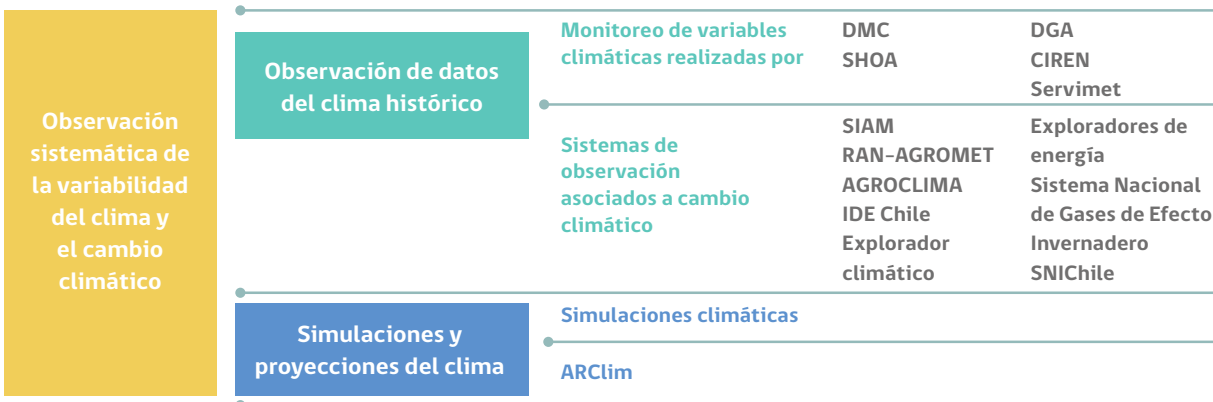 Observación
sistemática de
la variabilidad
del clima y
el cambio
climático
Observación de datos
del clima histórico
Monitoreo de variables
climáticas realizadas por
DMC
SHOA
DGA
CIREN
Servimet
Sistemas de
observación
asociados a cambio
climático
SIAM
RAN-AGROMET
AGROCLIMA
IDE Chile
Explorador
climático
Exploradores de
energía
Sistema Nacional
de Gases de Efecto
Invernadero
SNIChile
Simulaciones y
proyecciones del clima
Simulaciones climáticas
ARClim